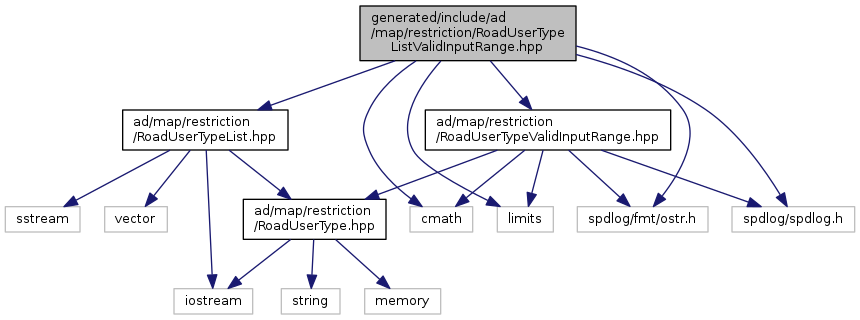 generated/include/ad
/map/restriction/RoadUserType
ListValidInputRange.hpp
ad/map/restriction
/RoadUserTypeList.hpp
ad/map/restriction
/RoadUserTypeValidInputRange.hpp
sstream
vector
ad/map/restriction
/RoadUserType.hpp
cmath
limits
spdlog/fmt/ostr.h
spdlog/spdlog.h
iostream
string
memory